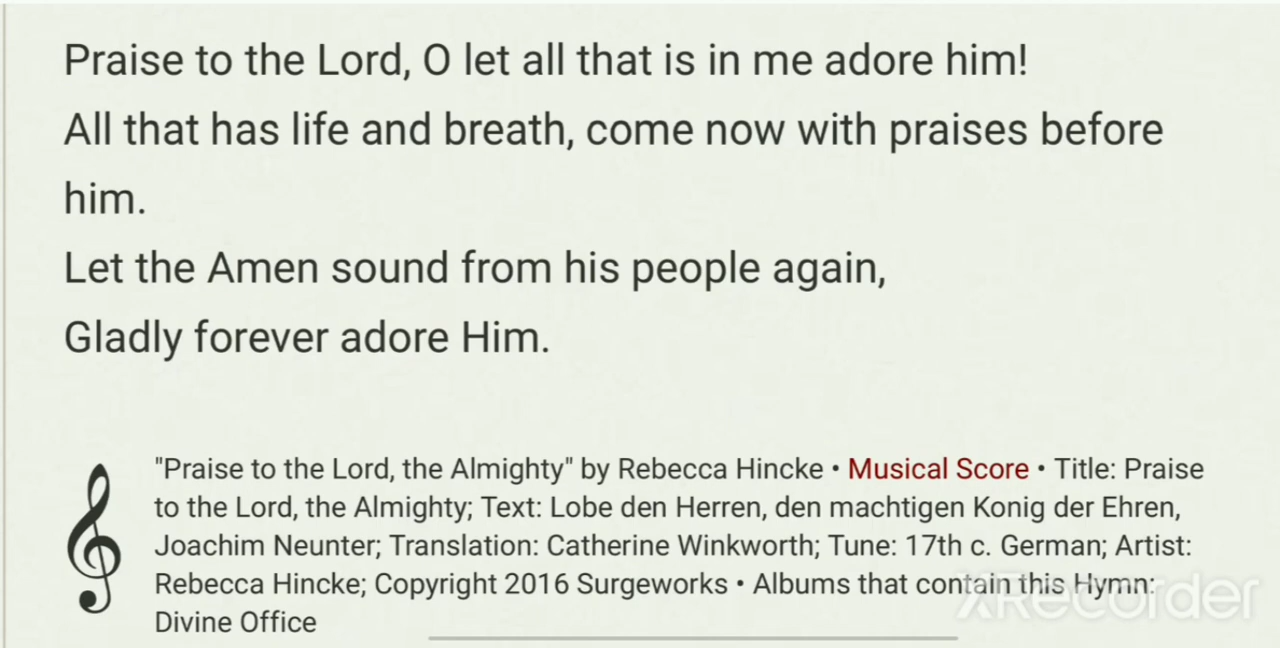 Praise to the Lord, O let all that is in me adore him!
All that has life and breath, come now with praises before
him.
Let the Amen sound from his people again,
Gladly forever adore Him.
"Praise to the Lord, the Almighty" by Rebecca Hincke • Musical Score • Title: Praise
to the Lord, the Almighty; Text: Lobe den Herren, den machtigen Konig der Ehren,
Joachim Neunter; Translation: Catherine Winkworth; Tune: 17th c. German; Artist:
Rebecca Hincke; Copyright 2016 Surgeworks • Albums that contain this Hymn:
Divine Office
XRecorder